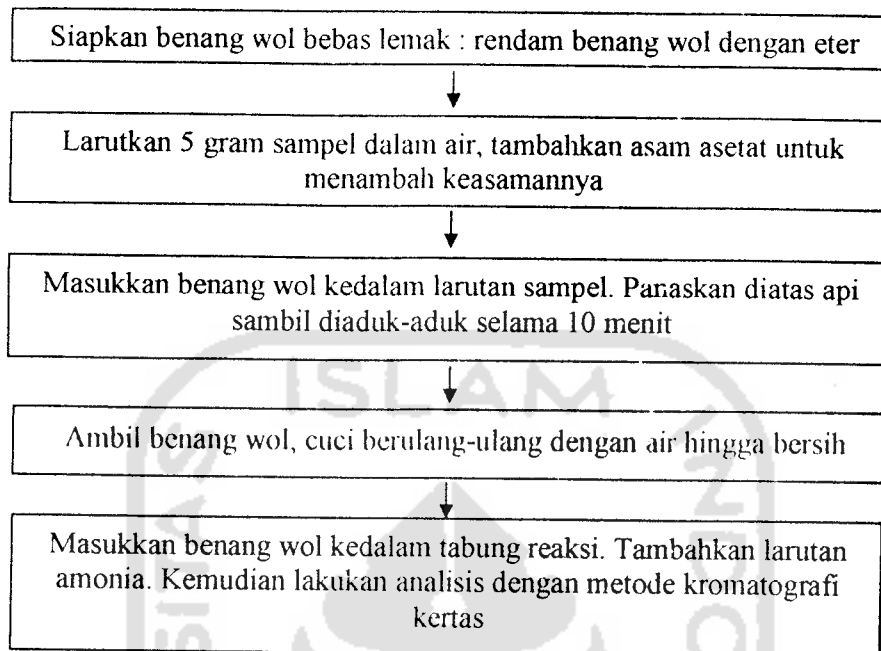 Siapkan benang wol bebas lemak : rendam benang wol dengan eter
Larutkan 5 gram sampel dalam air, tambahkan asam asetat untuk
menambah keasamannya
Masukkan benang wol kedalam larutan sampel. Panaskan diatas api
sambil diaduk-aduk selama 10 menit
ISLAM
Ambil benang wol, cuci berulang-ulang dengan air hingga bersih
Masukkan benang wol kedalam tabung reaksi. Tambahkan larutan
amonia. Kemudian lakukan analisis dengan metode kromatografi
kertas